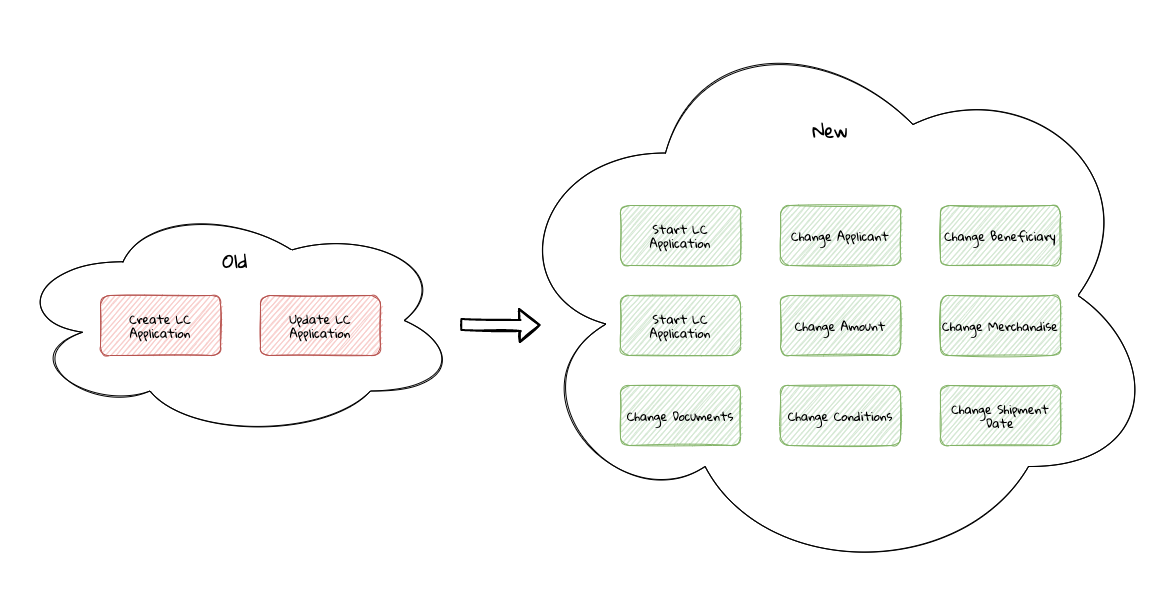 New
Old
Start LC
Application
Change Applicant
Change Beneficiary
Create LC
Application
Update LC
Application
Start LC
Application
Change Amount
Change Merchandise
Change Documents
Change Conditions
Change Shipment
Date